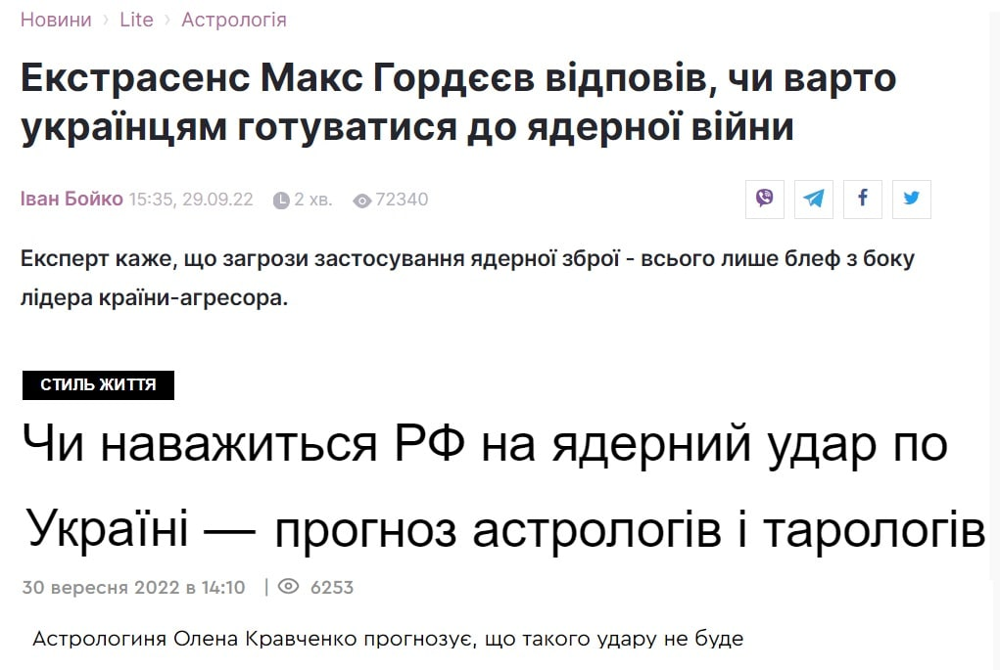 Новини › Lite › Астрологія
Екстрасенс Макс Гордєєв відповів, чи варто
українцям готуватися до ядерної війни
Іван Бойко 15:35, 29.09.22 2 хв. 72340
Експерт каже, що загрози застосування ядерної зброї - всього лише блеф з боку
лідера країни-агресора.
СТИЛЬ ЖИТТЯ
Чи наважиться РФ на ядерний удар по
Україні — прогноз астрологів і тарологів
30 вересня 2022 в 14:10 | 6253
Астрологиня Олена Кравченко прогнозує, що такого удару не буде